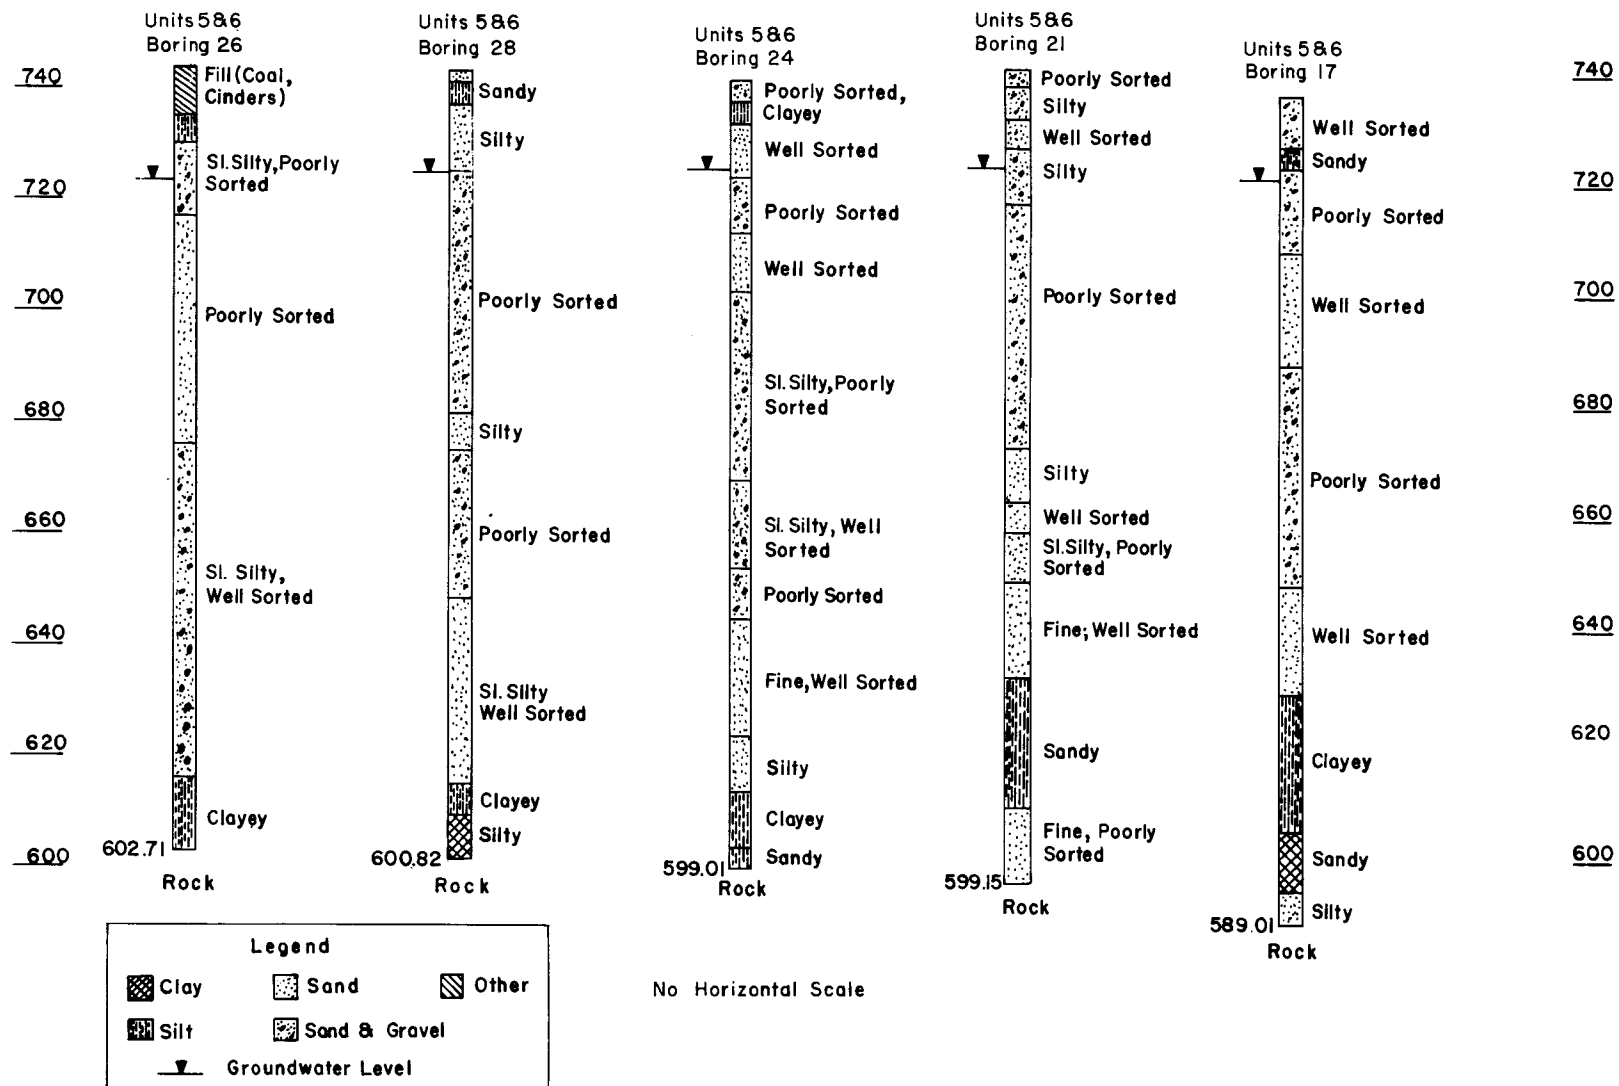 Units 5&6
Boring 26
Units 5&6
Boring 28
Units 5&6
Boring 24
Units 5&6
Boring 21
Units 5&6
Boring 17
740
720
700
680
660
640
620
600
Fill (Coal,
Cinders)
Sl. Silty, Poorly
Sorted
Poorly Sorted
Sl. Silty,
Well Sorted
Clayey
602.71
Rock
Sandy
Silty
Poorly Sorted
Silty
Poorly Sorted
Sl. Silty
Well Sorted
Clayey
Silty
600.82
Rock
Poorly Sorted,
Clayey
Well Sorted
Poorly Sorted
Well Sorted
Sl. Silty, Poorly
Sorted
Sl. Silty, Well
Sorted
Poorly Sorted
Fine, Well Sorted
Silty
Clayey
Sandy
599.01
Rock
Poorly Sorted
Silty
Well Sorted
Silty
Poorly Sorted
Silty
Well Sorted
Sl. Silty, Poorly
Sorted
Fine; Well Sorted
Sandy
Fine, Poorly
Sorted
599.15
Rock
Well Sorted
Sandy
Poorly Sorted
Well Sorted
Poorly Sorted
Well Sorted
Clayey
Sandy
Silty
589.01
Rock
740
720
700
680
660
640
620
600
Legend
Clay
Sand
Other
Silt
Sand & Gravel
Groundwater Level
No Horizontal Scale